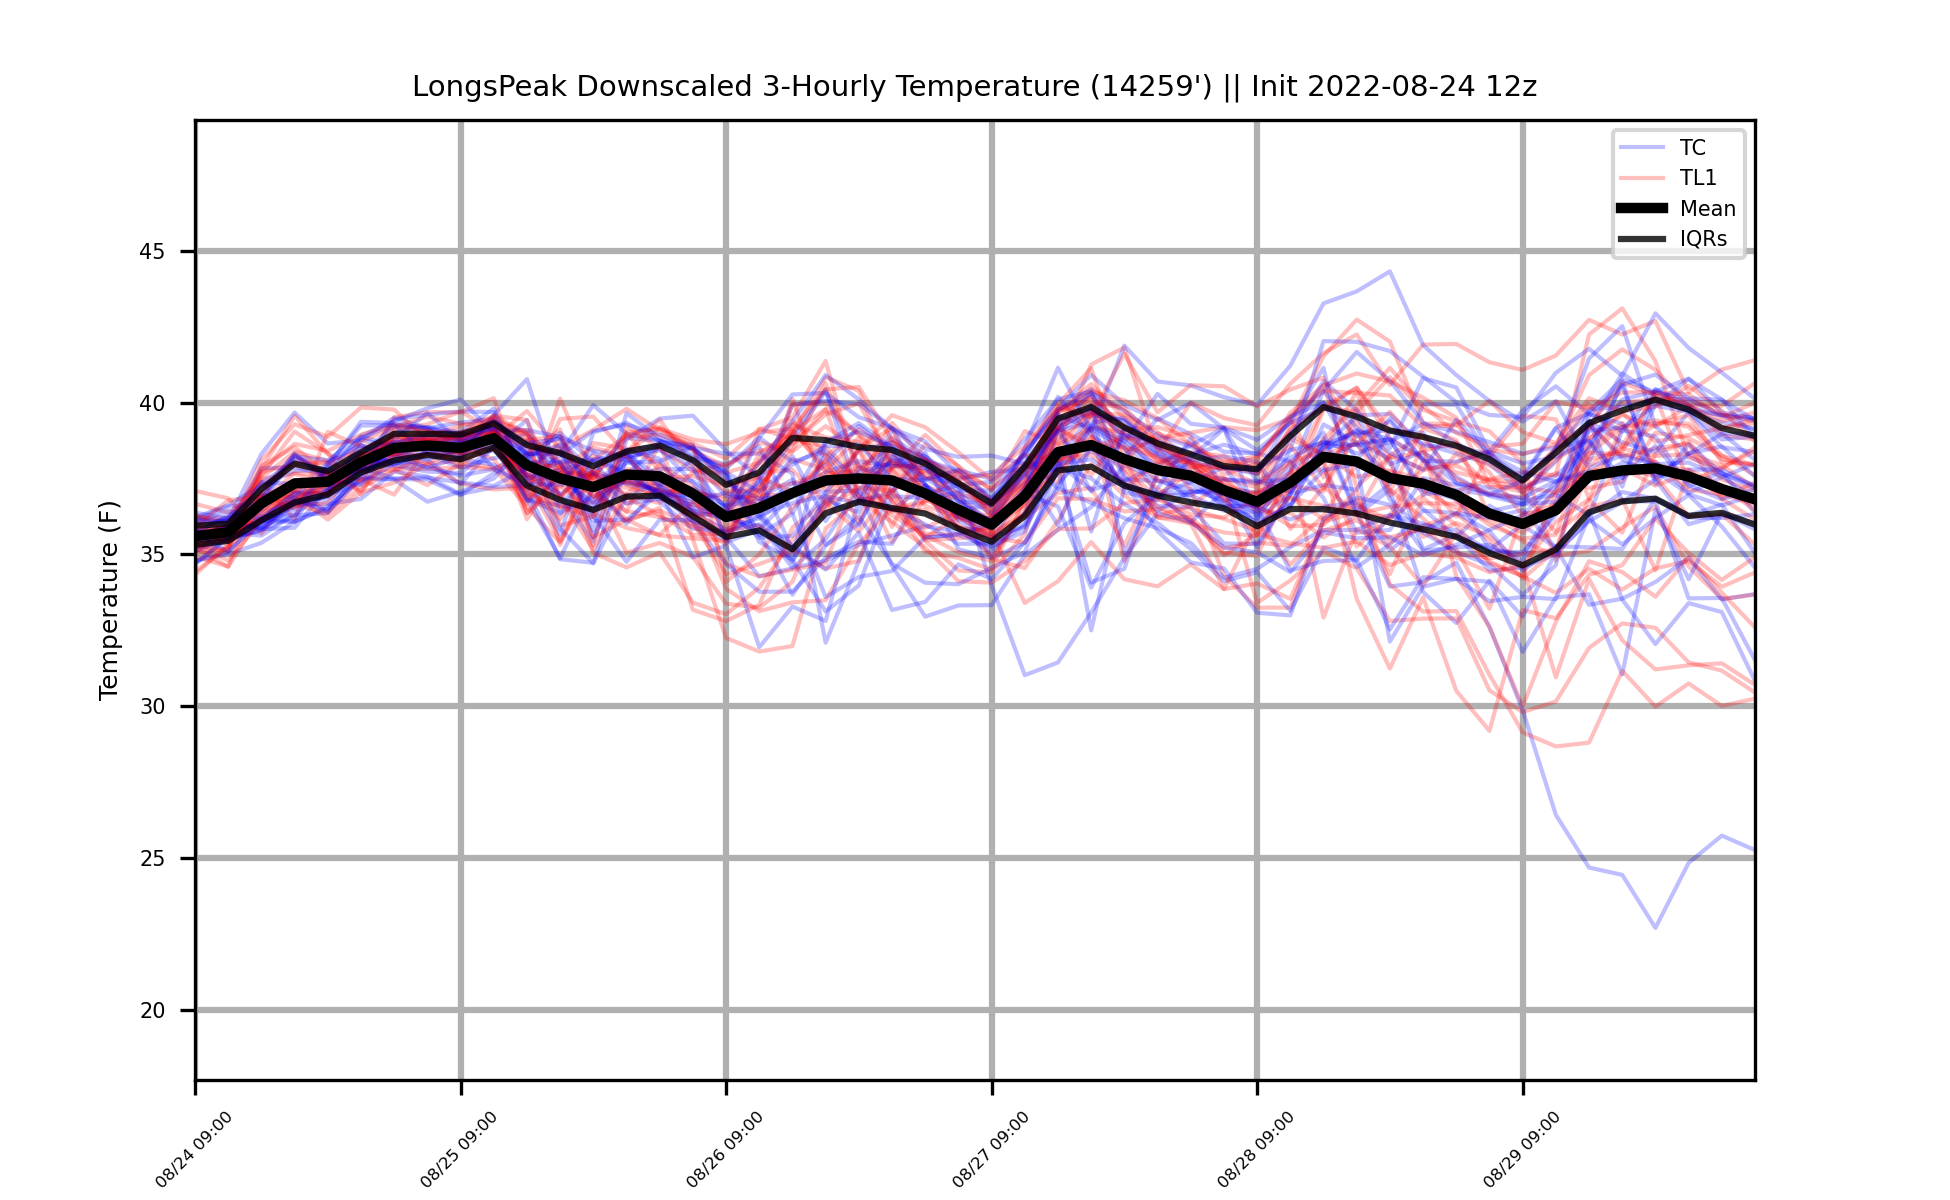 LongsPeak Downscaled 3-Hourly Temperature (14259') || Init 2022-08-24 12z
TC
TL1
Mean
IQRs
Temperature (F)
45
40
35
30
25
20
08/24 09:00
08/25 09:00
08/26 09:00
08/27 09:00
08/28 09:00
08/29 09:00